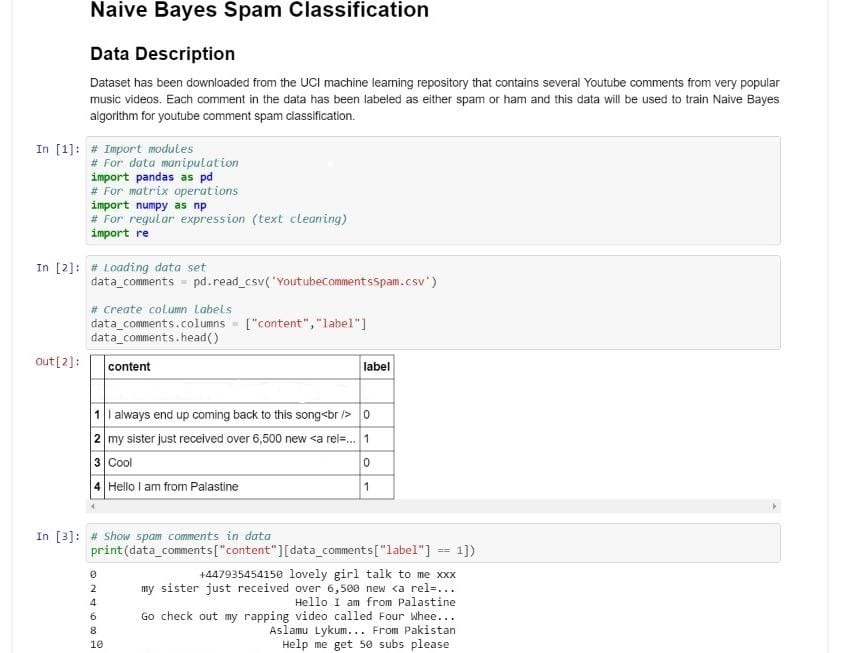 Naive Bayes Spam Classification
Data Description
Dataset has been downloaded from the UCI machine learning repository that contains several Youtube comments from very popular
music videos. Each comment in the data has been labeled as either spam or ham and this data will be used to train Naive Bayes
algorithm for youtube comment spam classification.
In [1]: # Import modules
# For data manipulation
import pandas as pd
# For matrix operations
import numpy as np
# For regular expression (text cleaning)
import re
In [2]: # Loading data set
data_comments = pd.read_csv('YoutubeCommentsSpam.csv')
# Create column labels
data_comments.columns = ["content","label"]
data_comments.head()
Out[2]:
content label
1 I always end up coming back to this song<br /> 0
2 my sister just received over 6,500 new <a rel=... 1
3 Cool 0
4 Hello I am from Palastine 1
In [3]: # Show spam comments in data
print(data_comments["content"][data_comments["label"] == 1])
0 +447935454150 lovely girl talk to me xxx
2 my sister just received over 6,500 new <a rel=...
4 Hello I am from Palastine
6 Go check out my rapping video called Four Whee...
8 Aslamu Lykum... From Pakistan
10 Help me get 50 subs please